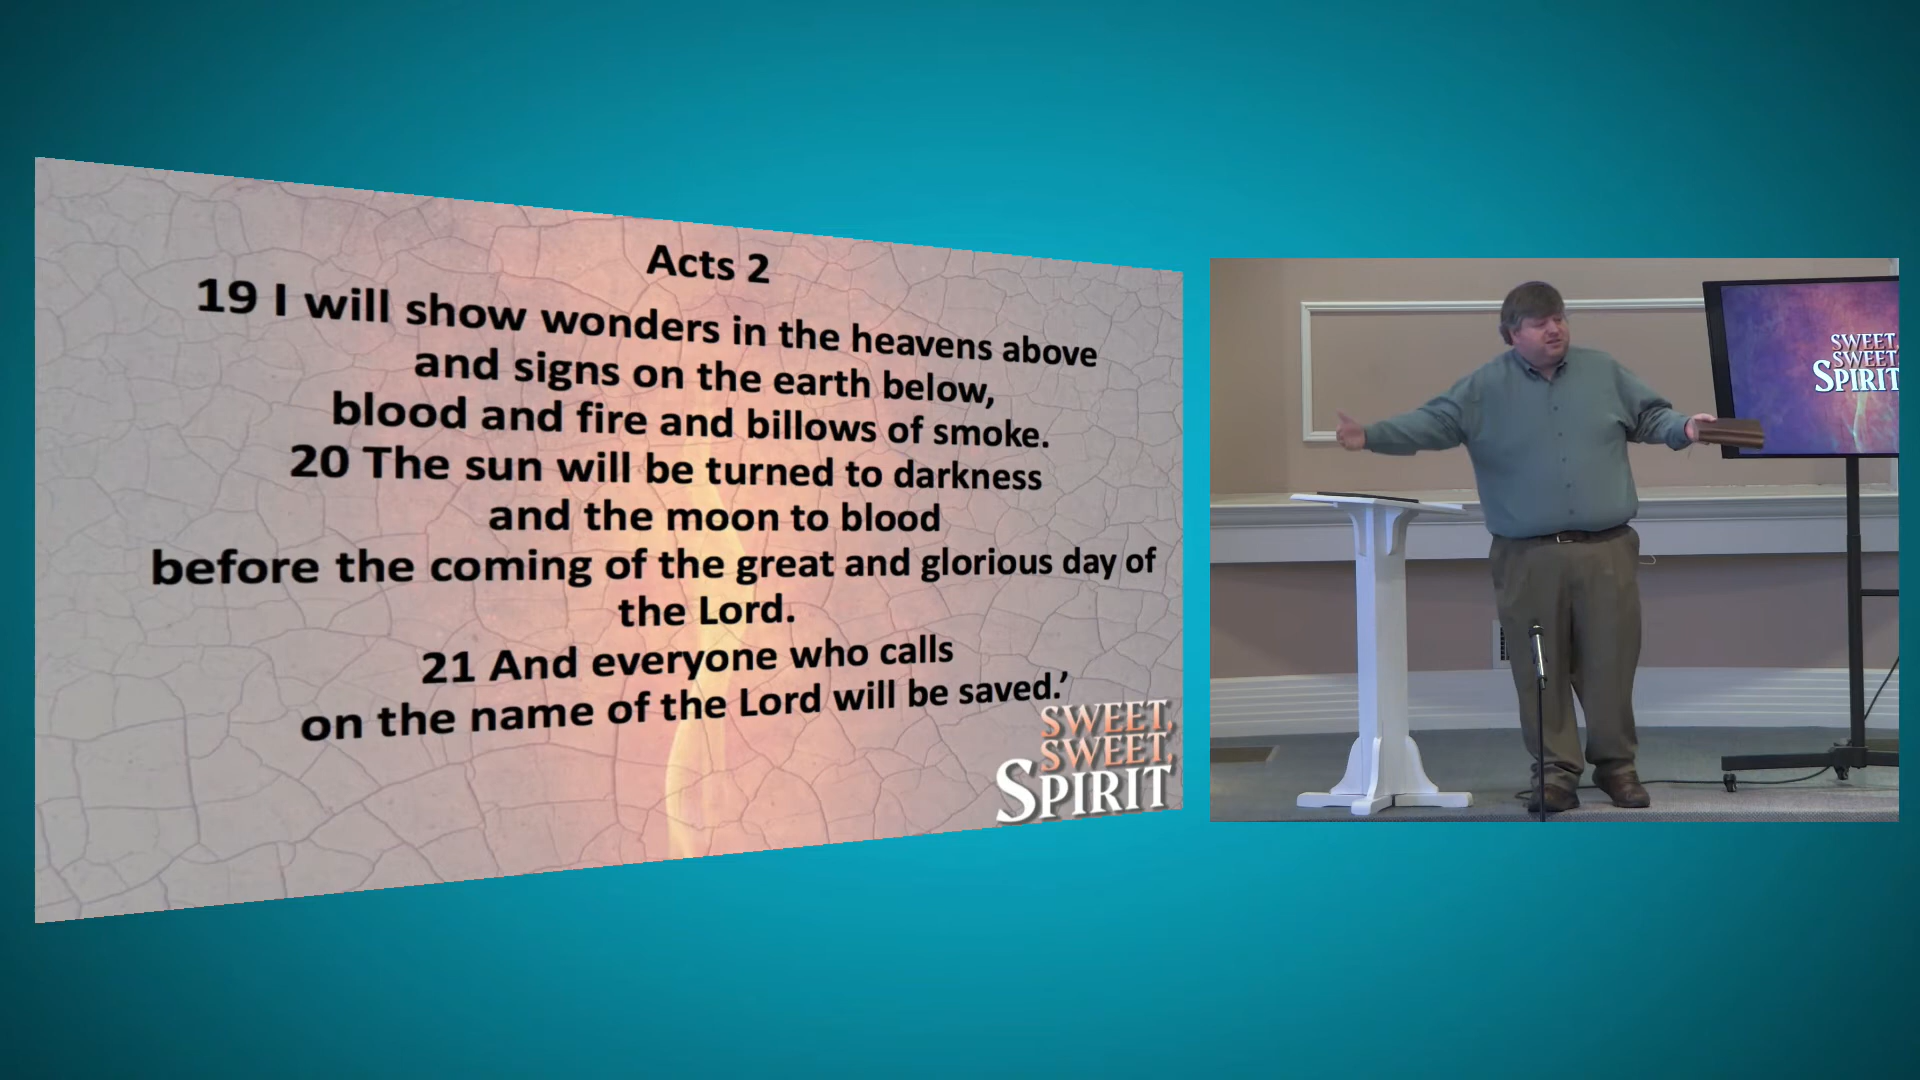 Acts 2
19 I will show wonders in the heavens above
and signs on the earth below,
blood and fire and billows of smoke.
20 The sun will be turned to darkness
and the moon to blood
before the coming of the great and glorious day of
the Lord.
21 And everyone who calls
on the name of the Lord will be saved.’
SWEET,
SWEET,
SPIRIT
SWEET,
SWEET
SPIRIT